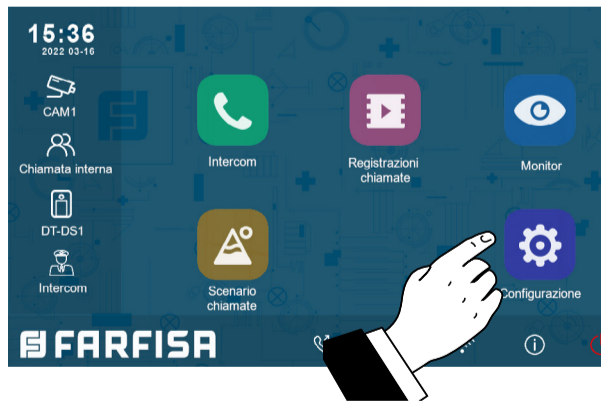 15:36
2022 03-16
CAM1
Chiamata interna
DT-DS1
Intercom
Intercom
Registrazioni
chiamate
Monitor
Scenario
chiamate
Configurazione
FARFISA